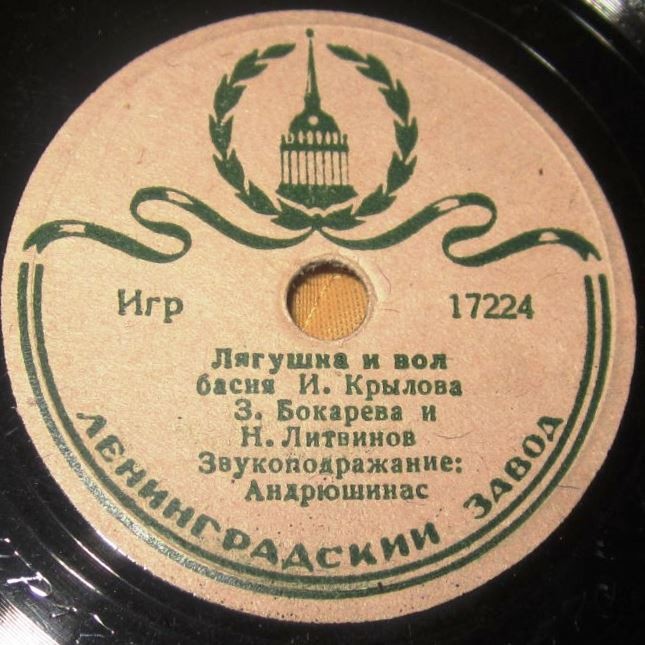 Игр 17224
Лягушка и вол
басня И. Крылова
З. Бокарева и
Н. Литвинов
Звукоподражание:
Андрюшинас
ЛЕНИНГРАДСКИЙ ЗАВОД